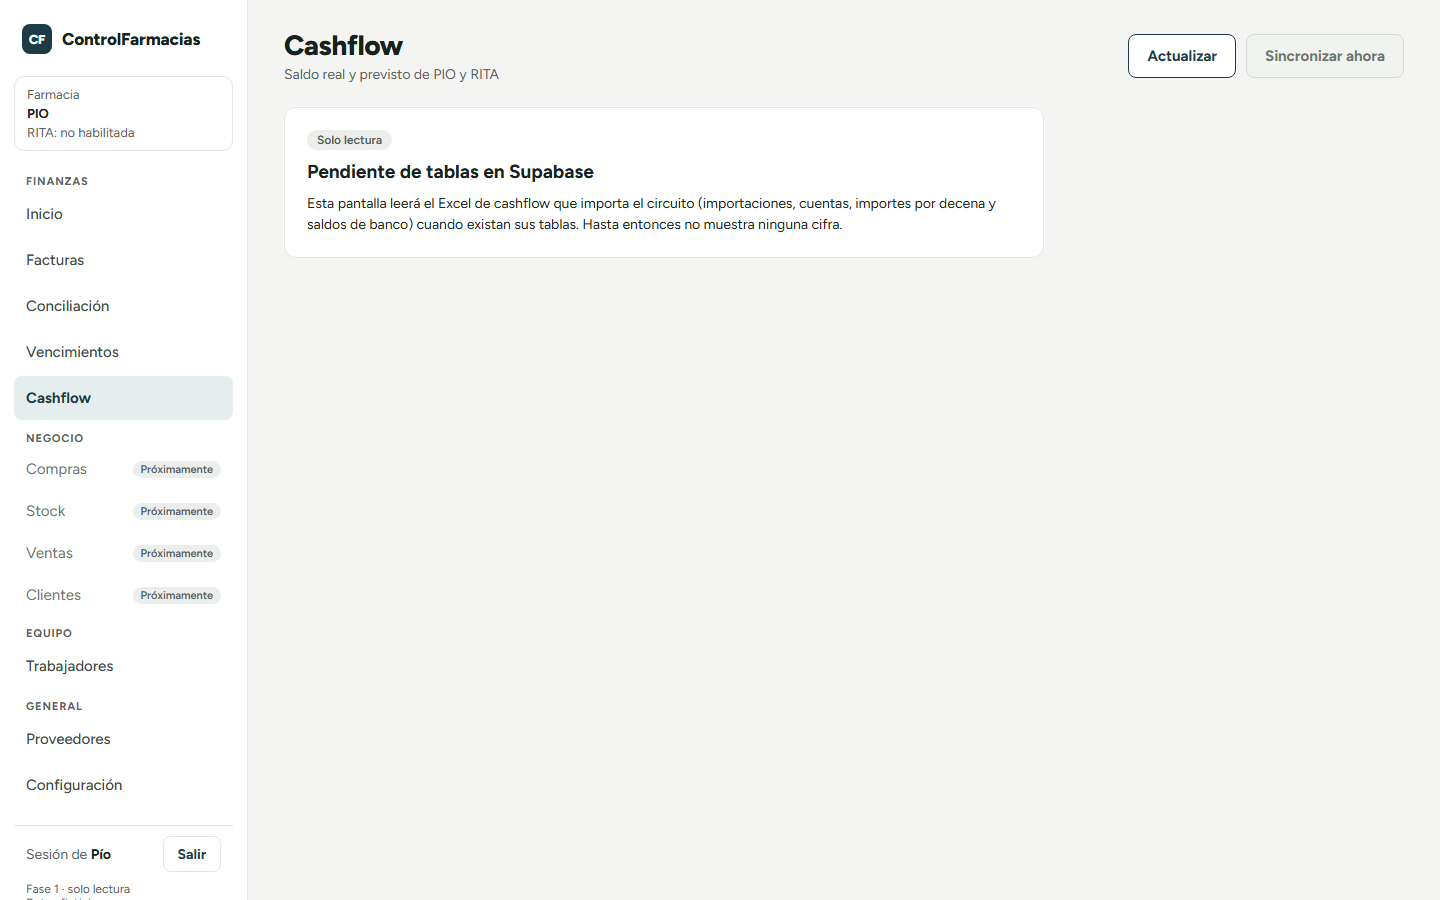 CF ControlFarmacias
Farmacia
PIO
RITA: no habilitada
FINANZAS
Inicio
Facturas
Conciliación
Vencimientos
Cashflow
NEGOCIO
Compras Próximamente
Stock Próximamente
Ventas Próximamente
Clientes Próximamente
EQUIPO
Trabajadores
GENERAL
Proveedores
Configuración
Sesión de Pío Salir
Fase 1 · solo lectura
Cashflow
Saldo real y previsto de PIO y RITA
Actualizar Sincronizar ahora
Solo lectura
Pendiente de tablas en Supabase
Esta pantalla leerá el Excel de cashflow que importa el circuito (importaciones, cuentas, importes por decena y
saldos de banco) cuando existan sus tablas. Hasta entonces no muestra ninguna cifra.